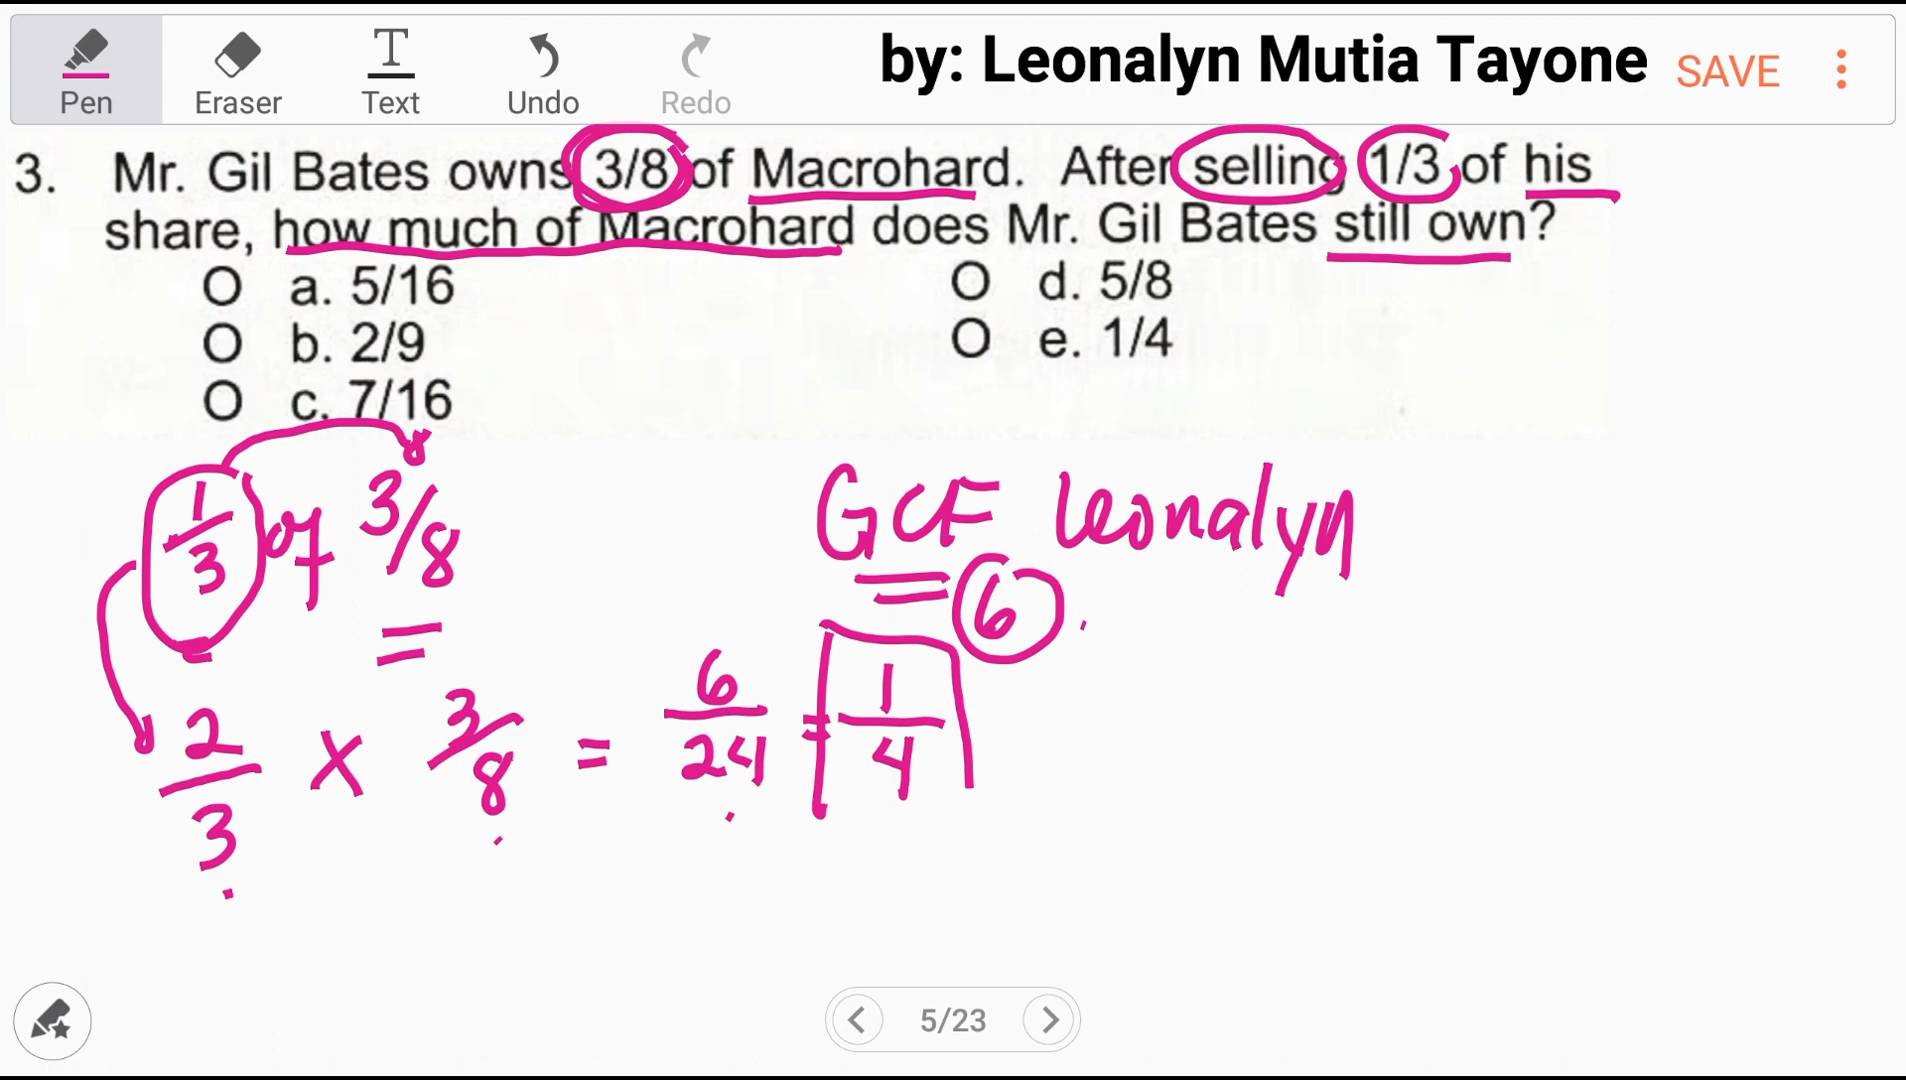 Pen Eraser Text Undo Redo by: Leonalyn Mutia Tayone SAVE
3. Mr. Gil Bates owns 3/8 of Macrohard. After selling 1/3 of his
share, how much of Macrohard does Mr. Gil Bates still own?
O a. 5/16 O d. 5/8
O b. 2/9 O e. 1/4
O c. 7/16
1/3 of 3/8 GCF Leonalyn
= = 6
2/3 x 3/8 = 6/24 = 1/4
5/23